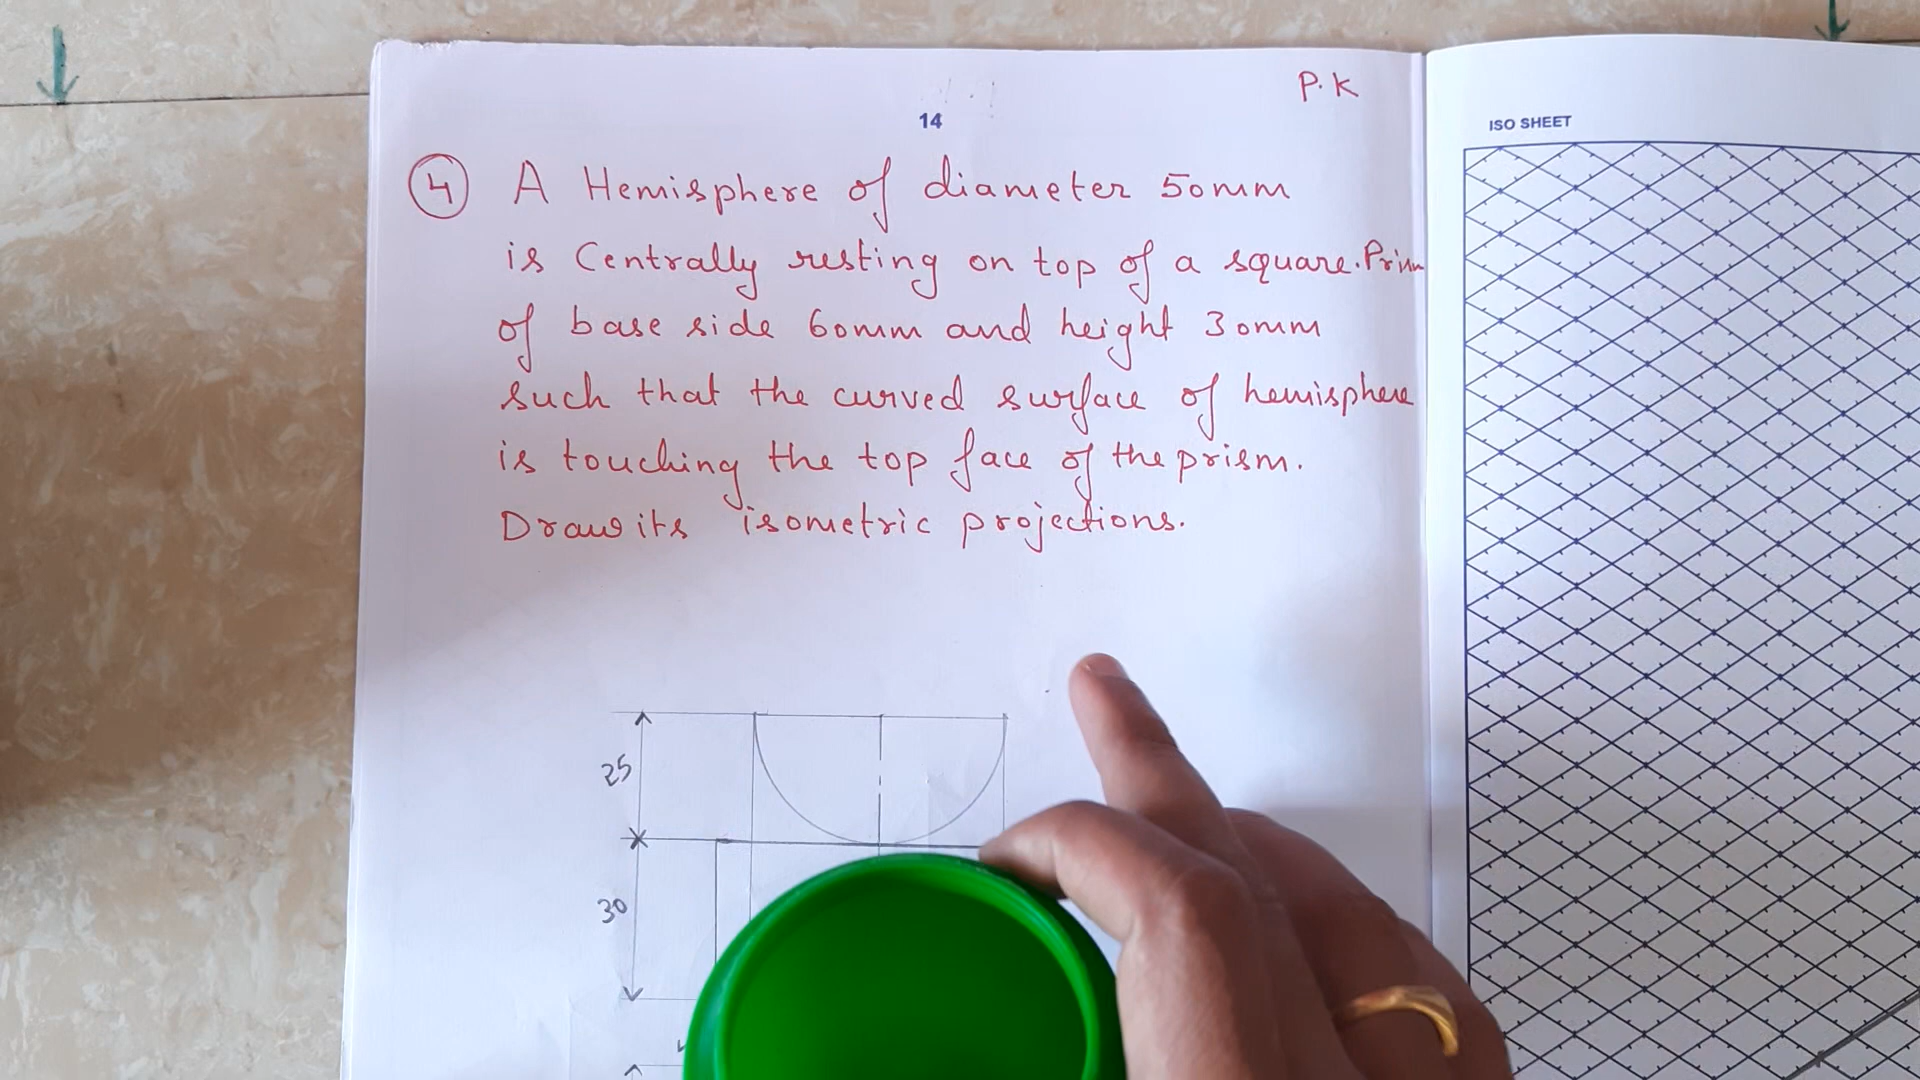 P.K
14
ISO SHEET
4 A Hemisphere of diameter 50mm
is Centrally resting on top of a square.Prism
of base side 60mm and height 30mm
such that the curved surface of hemisphere
is touching the top face of the prism.
Draw its isometric projections.
25
30